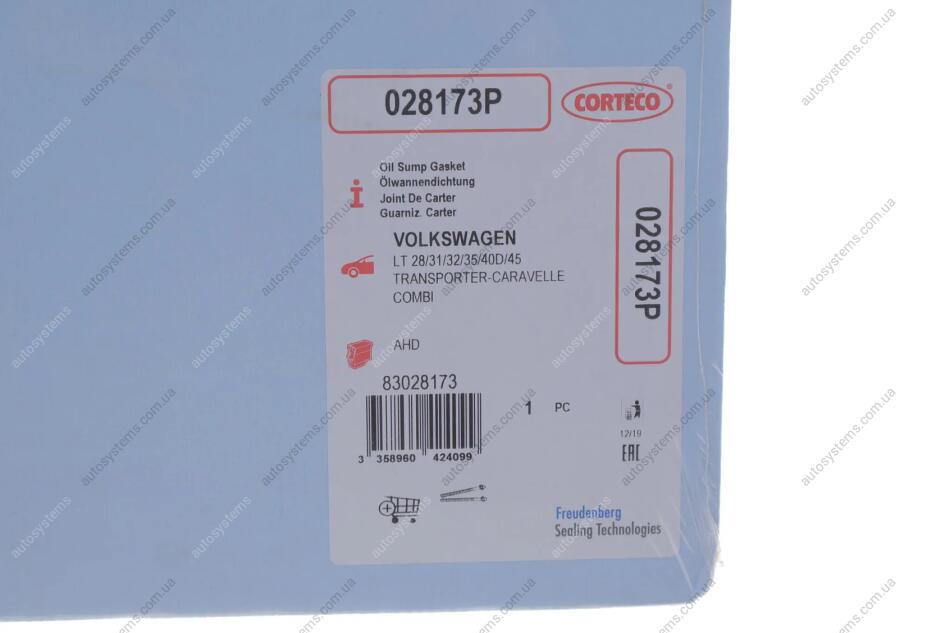 028173P
CORTECO
®
Oil Sump Gasket
Ölwannendichtung
Joint De Carter
Guarniz. Carter
028173P
VOLKSWAGEN
LT 28/31/32/35/40D/45
TRANSPORTER-CARAVELLE
COMBI
AHD
83028173
1 PC
3 358960 424099
12/19
EAC
Freudenberg
Sealing Technologies
autosystems.com.ua